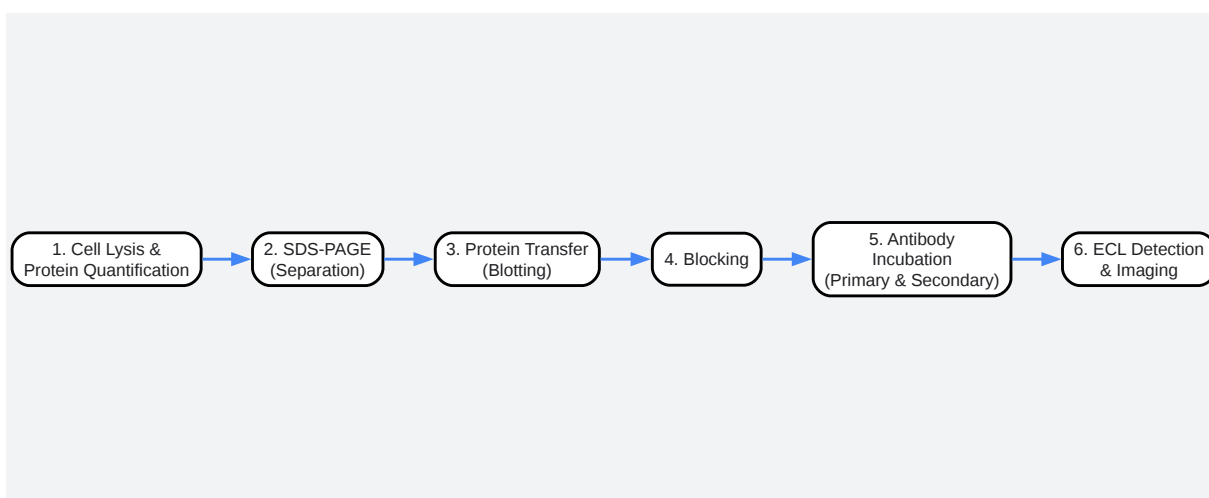 1. Cell Lysis &
Protein Quantification
2. SDS-PAGE
(Separation)
3. Protein Transfer
(Blotting)
4. Blocking
5. Antibody
Incubation
(Primary & Secondary)
6. ECL Detection
& Imaging